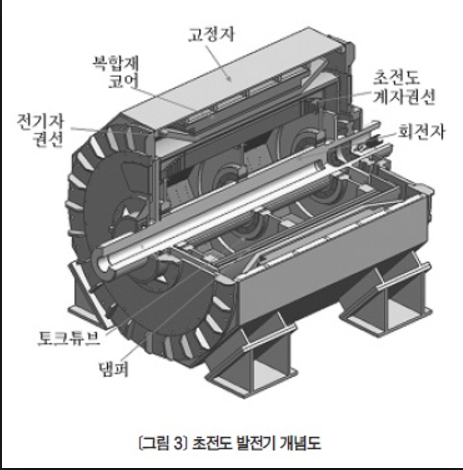 고정자
복합재
코어
초전도
계자권선
전기자
권선
회전자
토크튜브
댐퍼
[그림 3] 초전도 발전기 개념도